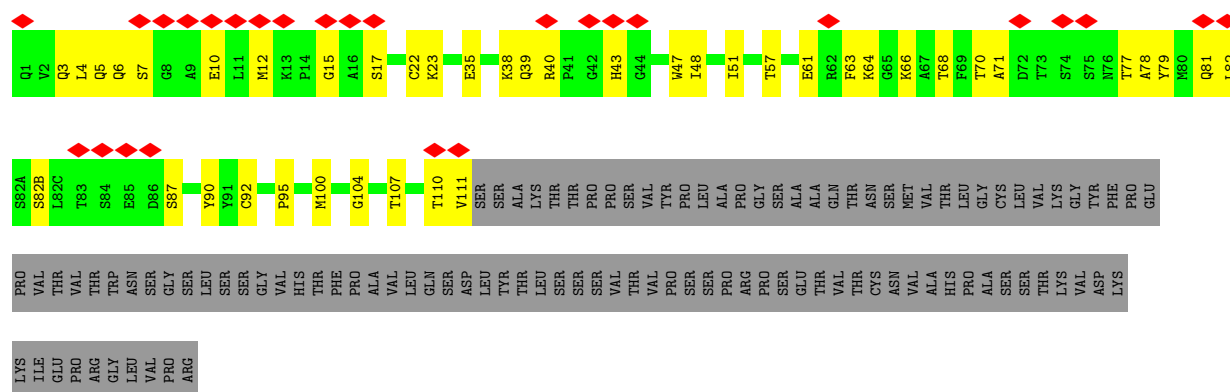 Q1 V2 Q3 L4 Q5 Q6 S7 G8 A9 E10 L11 M12 K13 P14 G15 A16 S17 C22 K23 E35 K38 Q39 R40 P41 G42 H43 G44 W47 I48 I51 T57 E61 R62 F63 K64 G65 K66 A67 T68 F69 T70 A71 D72 T73 S74 S75 N76 T77 A78 Y79 M80 Q81 L82
S82A S82B L82C T83 S84 E85 D86 S87 Y90 Y91 C92 P95 M100 G104 T107 T110 V111 SER SER ALA LYS THR THR PRO PRO SER VAL TYR PRO LEU ALA PRO GLY SER ALA ALA GLN THR ASN SER MET VAL THR LEU GLY CYS LEU VAL LYS GLY TYR PHE PRO GLU
PRO VAL THR VAL THR TRP ASN SER GLY SER LEU SER SER GLY VAL HIS THR PHE PRO ALA VAL LEU GLN SER ASP LEU TYR THR LEU SER SER SER VAL THR VAL PRO SER SER PRO ARG PRO SER GLU THR VAL THR CYS ASN VAL ALA HIS PRO ALA SER SER THR LYS VAL ASP LYS
LYS ILE GLU PRO ARG GLY LEU VAL PRO ARG